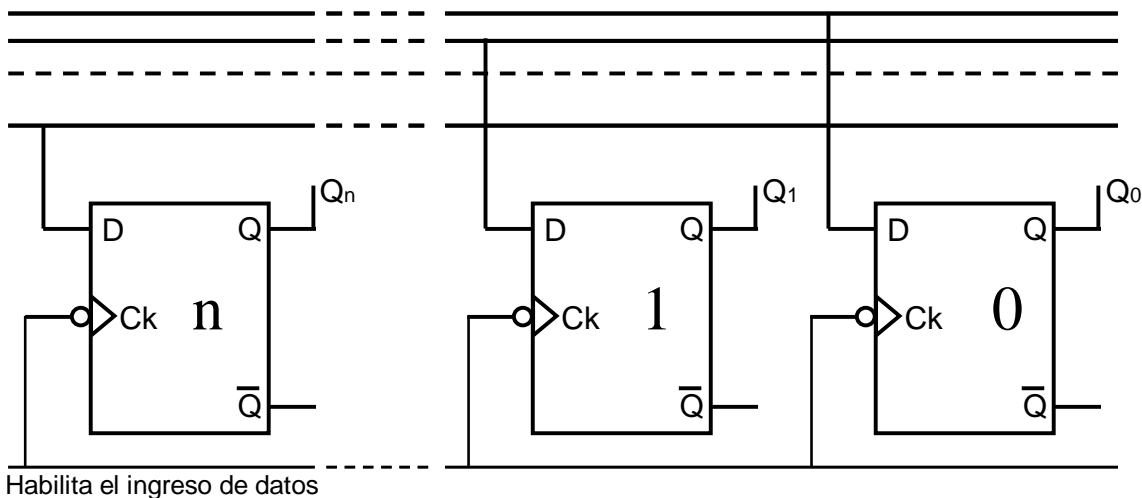 Qn Q1 Q0
D Q D Q D Q
Ck n Ck 1 Ck 0
Q̅ Q̅ Q̅
Habilita el ingreso de datos